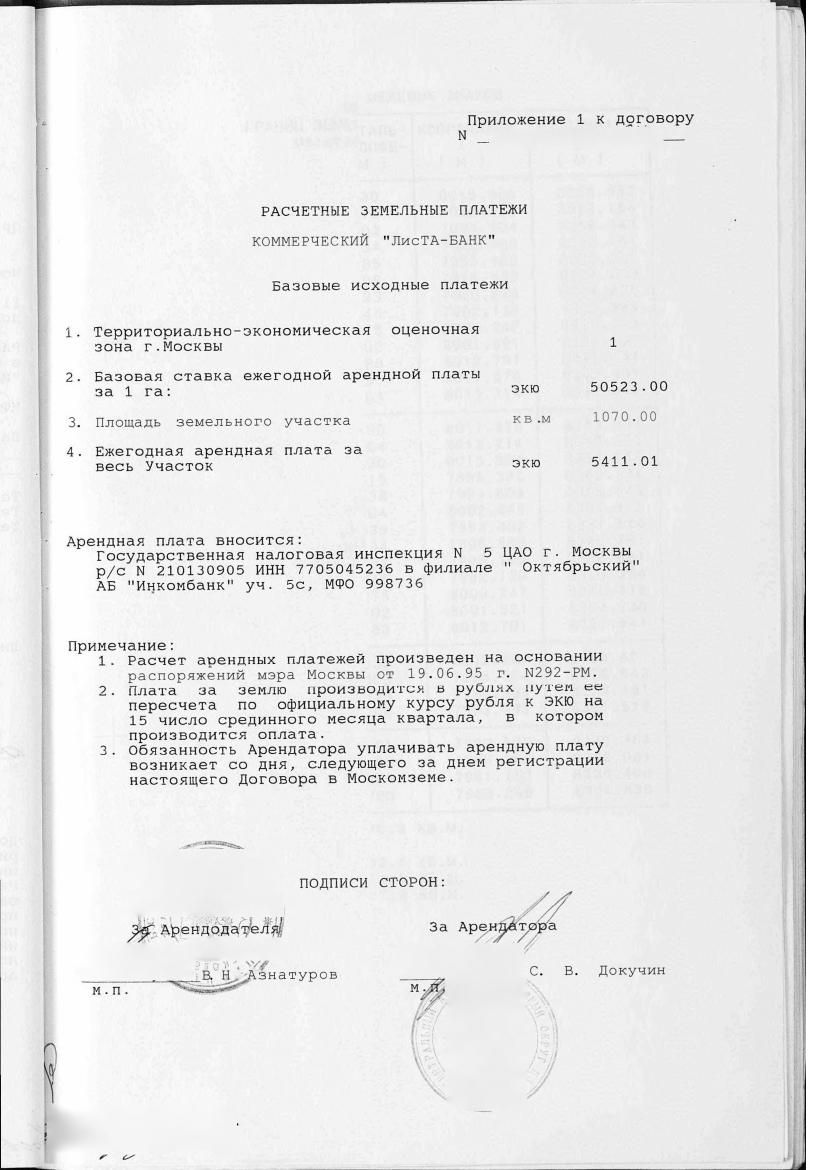 Приложение 1 к договору
N _ __
РАСЧЕТНЫЕ ЗЕМЕЛЬНЫЕ ПЛАТЕЖИ
КОММЕРЧЕСКИЙ "ЛисТА-БАНК"
Базовые исходные платежи
1. Территориально-экономическая оценочная
зона г.Москвы 1
2. Базовая ставка ежегодной арендной платы
за 1 га: экю 50523.00
3. Площадь земельного участка кв.м 1070.00
4. Ежегодная арендная плата за
весь Участок экю 5411.01
Арендная плата вносится:
Государственная налоговая инспекция N 5 ЦАО г. Москвы
р/с N 210130905 ИНН 7705045236 в филиале " Октябрьский"
АБ "Инкомбанк" уч. 5с, МФО 998736
Примечание:
1. Расчет арендных платежей произведен на основании
распоряжений мэра Москвы от 19.06.95 г. N292-РМ.
2. Плата за землю производится в рублях путем ее
пересчета по официальному курсу рубля к ЭКЮ на
15 число срединного месяца квартала, в котором
производится оплата.
3. Обязанность Арендатора уплачивать арендную плату
возникает со дня, следующего за днем регистрации
настоящего Договора в Москомземе.
ПОДПИСИ СТОРОН:
За Арендодателя За Арендатора
В.Н. Азнатуров С. В. Докучин
М.П. М.П.